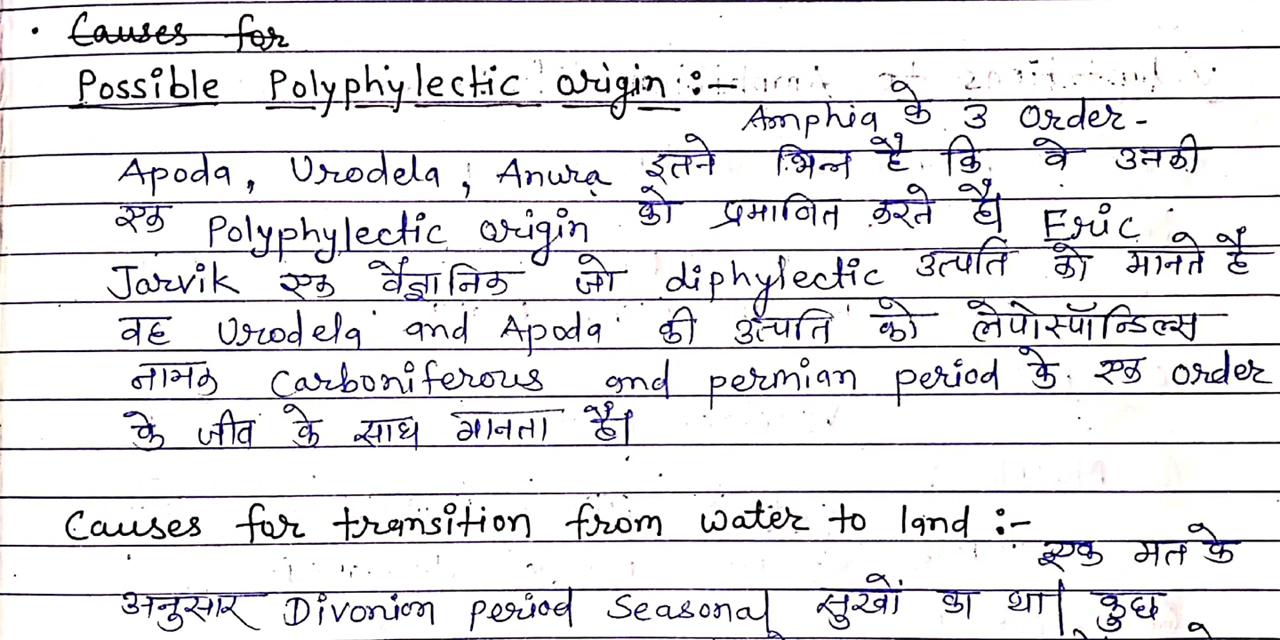 · Causes for
Possible Polyphylectic origin :-
Amphia के 3 Order-
Apoda, Urodela, Anura इतने भिन्न है कि वे उनकी
एक Polyphylectic origin को प्रमाणित करते है। Eric
Jarvik एक वैज्ञानिक जो diphylectic उत्पति को मानते है
वह Urodela and Apoda की उत्पति को लेपोस्पॉन्डिल्स
नामक Carboniferous and permian period के एक order
के जीव के साथ मानता है।
Causes for transition from water to land :-
एक मत के
अनुसार Divonion period Seasonal सुखों का था। कुछ